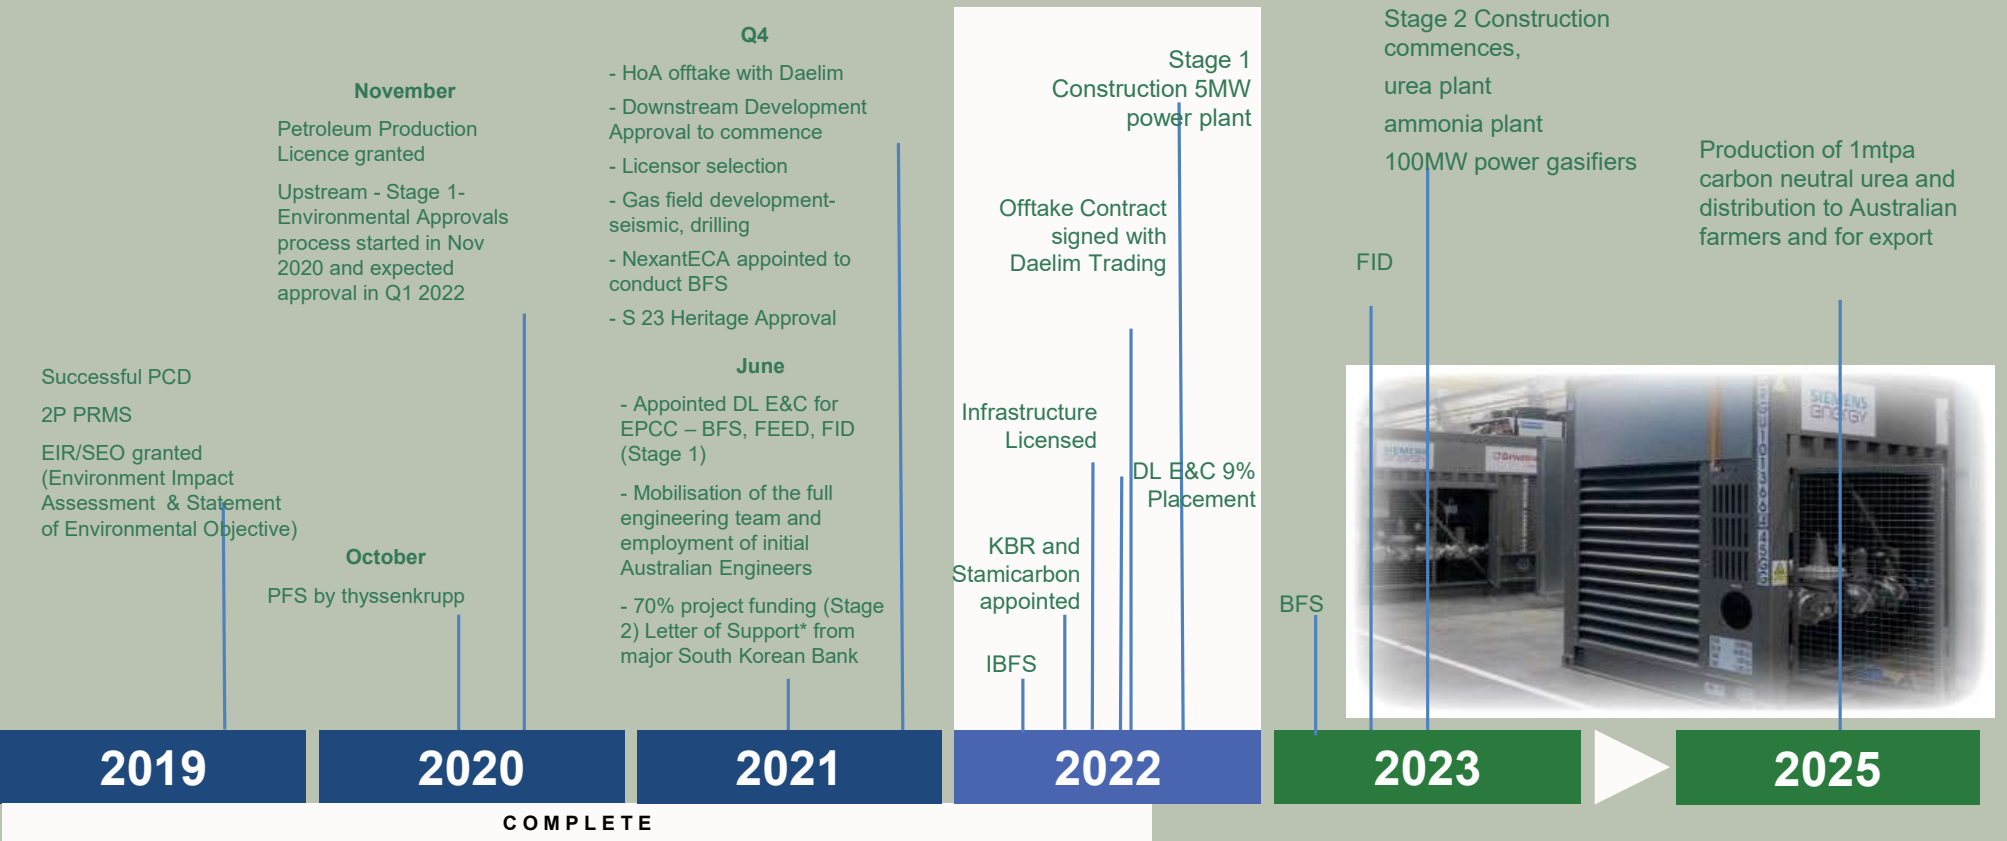 Successful PCD
2P PRMS
EIR/SEO granted
(Environment Impact
Assessment & Statement
of Environmental Objective)
November
Petroleum Production
Licence granted
Upstream - Stage 1-
Environmental Approvals
process started in Nov
2020 and expected
approval in Q1 2022
October
PFS by thyssenkrupp
Q4
- HoA offtake with Daelim
- Downstream Development
Approval to commence
- Licensor selection
- Gas field development-
seismic, drilling
- NexantECA appointed to
conduct BFS
- S 23 Heritage Approval
June
- Appointed DL E&C for
EPCC – BFS, FEED, FID
(Stage 1)
- Mobilisation of the full
engineering team and
employment of initial
Australian Engineers
- 70% project funding (Stage
2) Letter of Support* from
major South Korean Bank
Stage 1
Construction 5MW
power plant
Offtake Contract
signed with
Daelim Trading
Infrastructure
Licensed
DL E&C 9%
Placement
KBR and
Stamicarbon
appointed
IBFS
Stage 2 Construction
commences,
urea plant
ammonia plant
100MW power gasifiers
FID
BFS
Production of 1mtpa
carbon neutral urea and
distribution to Australian
farmers and for export
SIEMENS
energy
2019
2020
2021
2022
2023
2025
COMPLETE